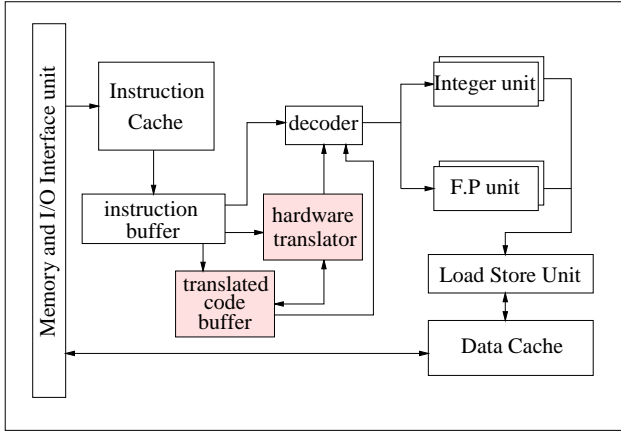 Memory and I/O Interface unit
Instruction
Cache
instruction
buffer
translated
code
buffer
hardware
translator
decoder
Integer unit
F.P unit
Load Store Unit
Data Cache